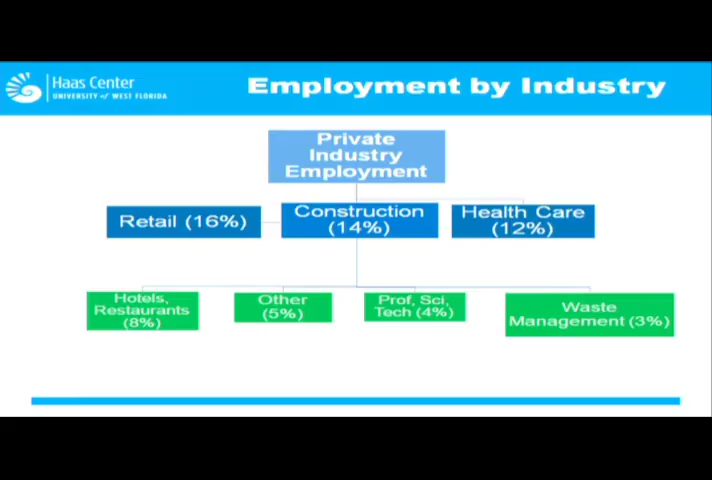 Haas Center
UNIVERSITY of WEST FLORIDA
Employment by Industry
Private
Industry
Employment
Retail (16%)
Construction
(14%)
Health Care
(12%)
Hotels,
Restaurants
(8%)
Other
(5%)
Prof, Sci,
Tech (4%)
Waste
Management (3%)